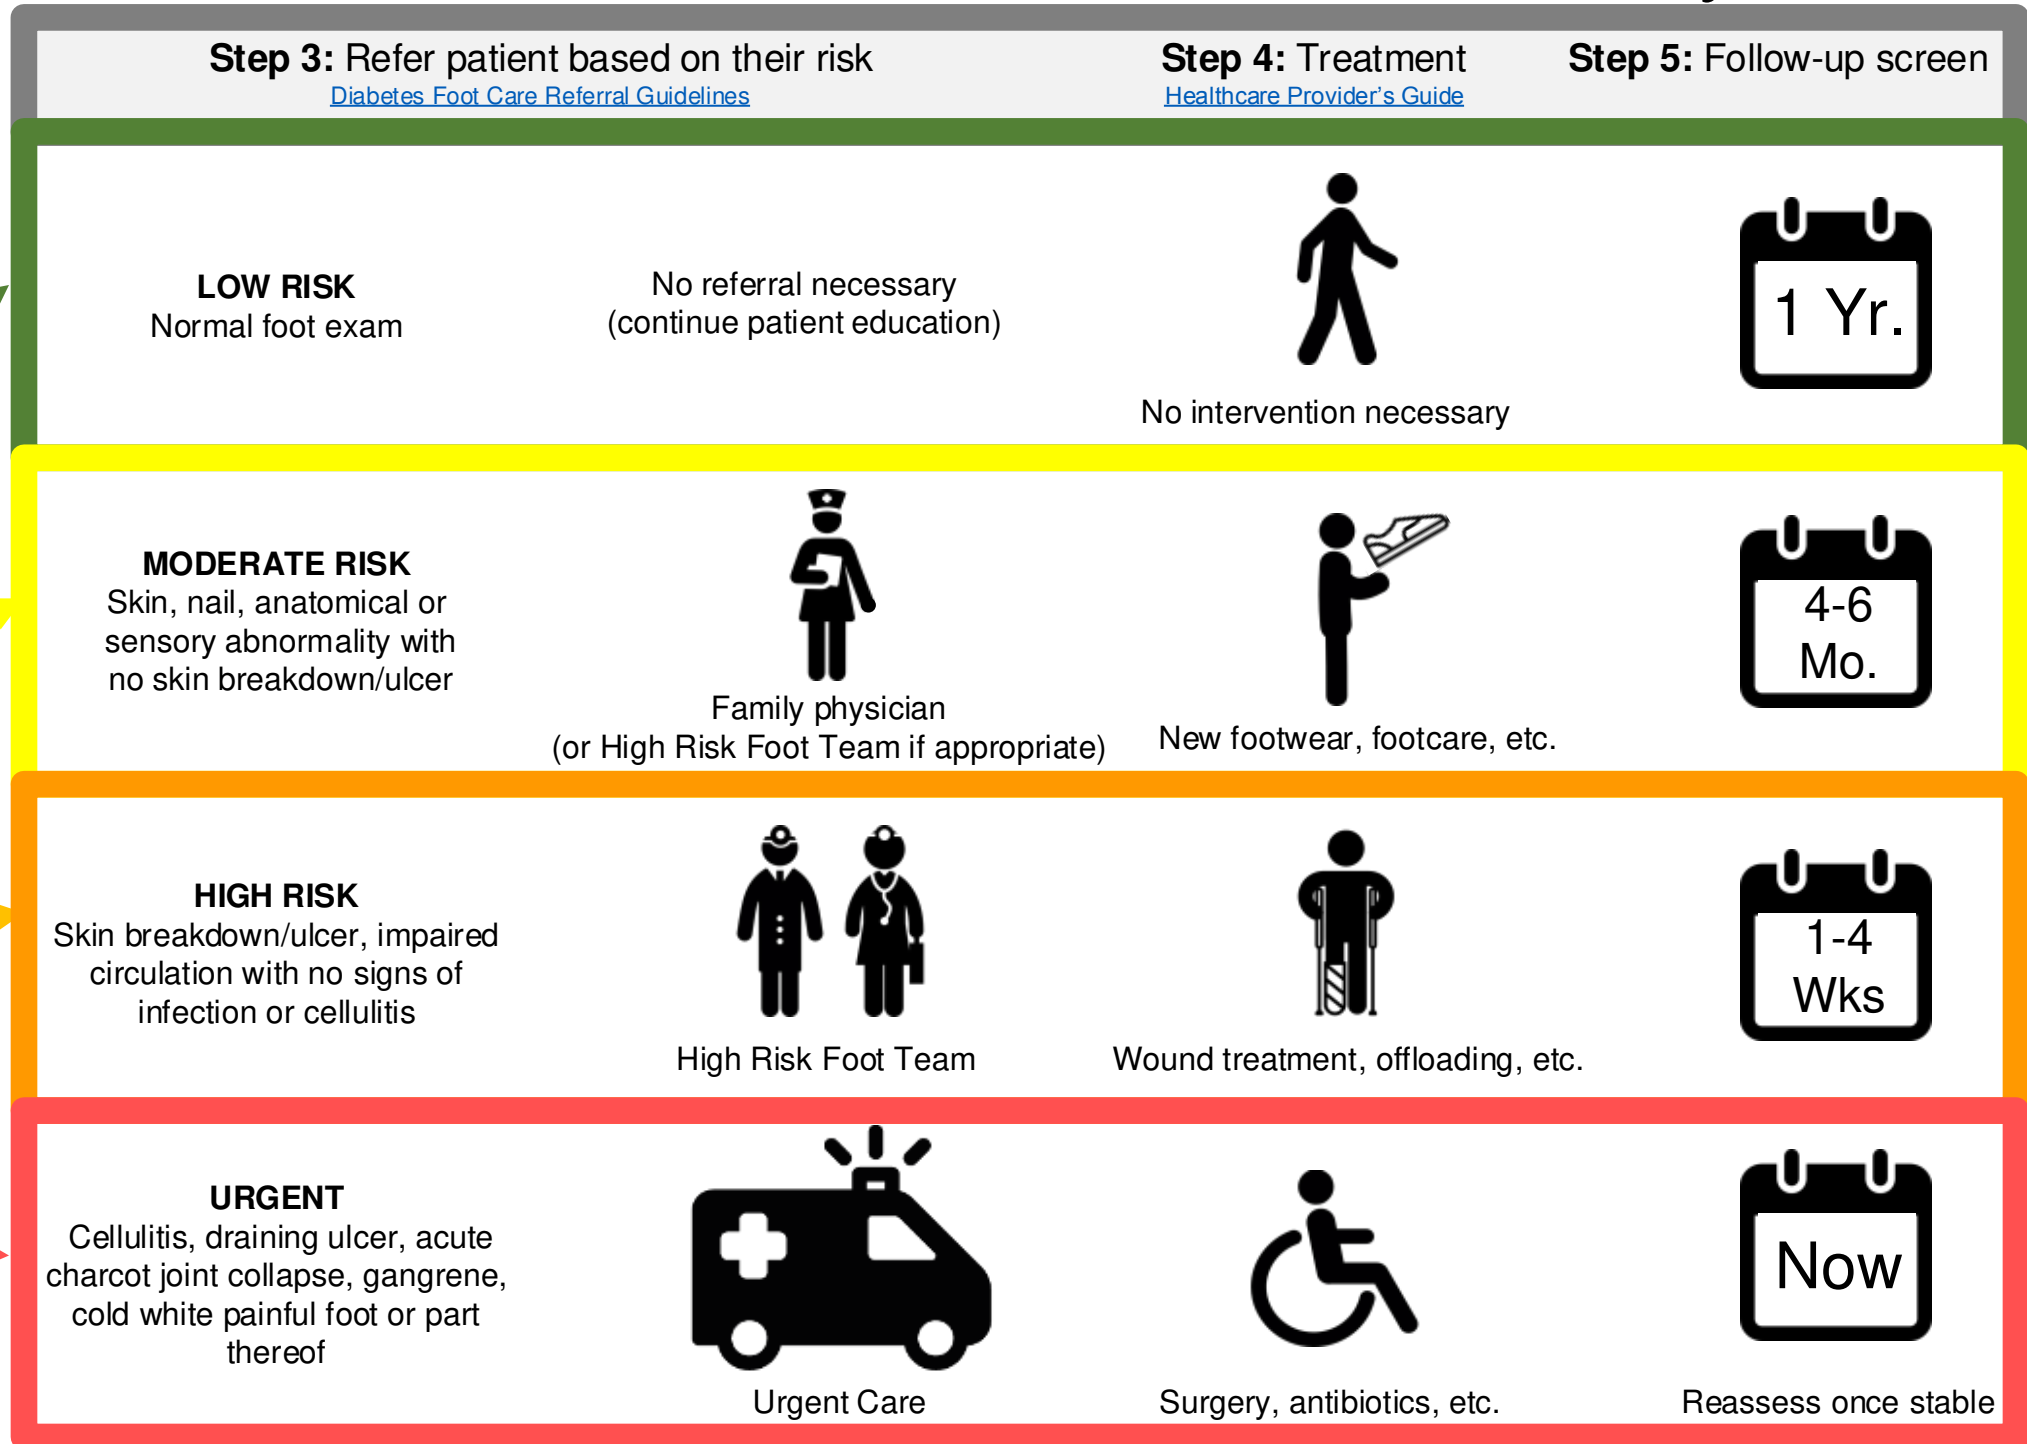 Step 3: Refer patient based on their risk
Diabetes Foot Care Referral Guidelines
Step 4: Treatment
Healthcare Provider's Guide
Step 5: Follow-up screen
LOW RISK
Normal foot exam
No referral necessary
(continue patient education)
No intervention necessary
1 Yr.
MODERATE RISK
Skin, nail, anatomical or
sensory abnormality with
no skin breakdown/ulcer
Family physician
(or High Risk Foot Team if appropriate)
New footwear, footcare, etc.
4-6
Mo.
HIGH RISK
Skin breakdown/ulcer, impaired
circulation with no signs of
infection or cellulitis
High Risk Foot Team
Wound treatment, offloading, etc.
1-4
Wks
URGENT
Cellulitis, draining ulcer, acute
charcot joint collapse, gangrene,
cold white painful foot or part
thereof
Urgent Care
Surgery, antibiotics, etc.
Now
Reassess once stable